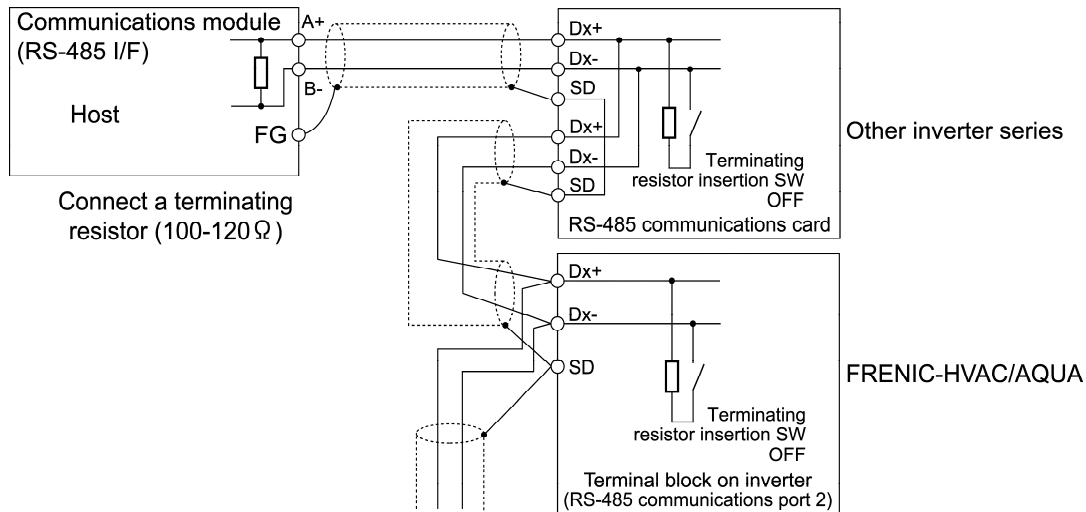 Communications module
(RS-485 I/F)
Host
A+
B-
FG
Connect a terminating
resistor (100-120Ω)
Dx+
Dx-
SD
Dx+
Dx-
SD
Terminating
resistor insertion SW
OFF
RS-485 communications card
Other inverter series
Dx+
Dx-
SD
Terminating
resistor insertion SW
OFF
Terminal block on inverter
(RS-485 communications port 2)
FRENIC-HVAC/AQUA